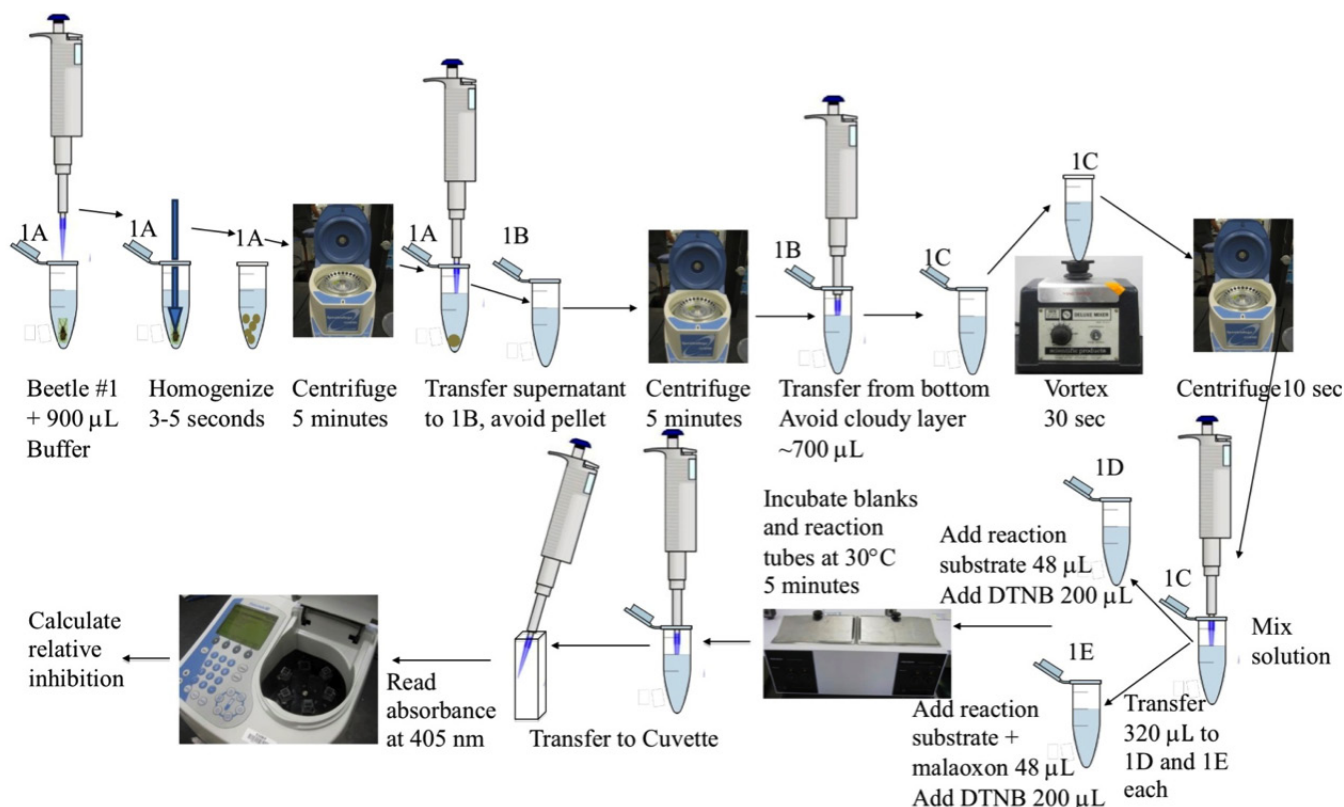 1A
1A
1A
1A
1B
1B
1C
1C
Beetle #1
+ 900 µL
Buffer
Homogenize
3-5 seconds
Centrifuge
5 minutes
Transfer supernatant
to 1B, avoid pellet
Centrifuge
5 minutes
Transfer from bottom
Avoid cloudy layer
~700 µL
DELUXE MIXER
Vortex
30 sec
Centrifuge10 sec
1C
Mix
solution
Transfer
320 µL to
1D and 1E
each
1D
Add reaction
substrate 48 µL
Add DTNB 200 µL
1E
Add reaction
substrate +
malaoxon 48 µL
Add DTNB 200 µL
Incubate blanks
and reaction
tubes at 30°C
5 minutes
Transfer to Cuvette
Read
absorbance
at 405 nm
Calculate
relative
inhibition